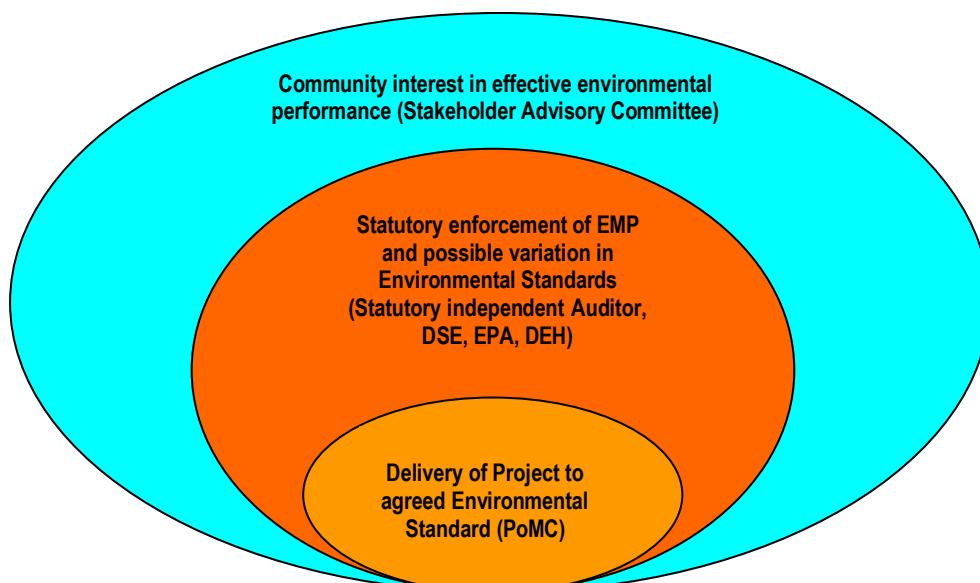 Community interest in effective environmental
performance (Stakeholder Advisory Committee)
Statutory enforcement of EMP
and possible variation in
Environmental Standards
(Statutory independent Auditor,
DSE, EPA, DEH)
Delivery of Project to
agreed Environmental
Standard (PoMC)